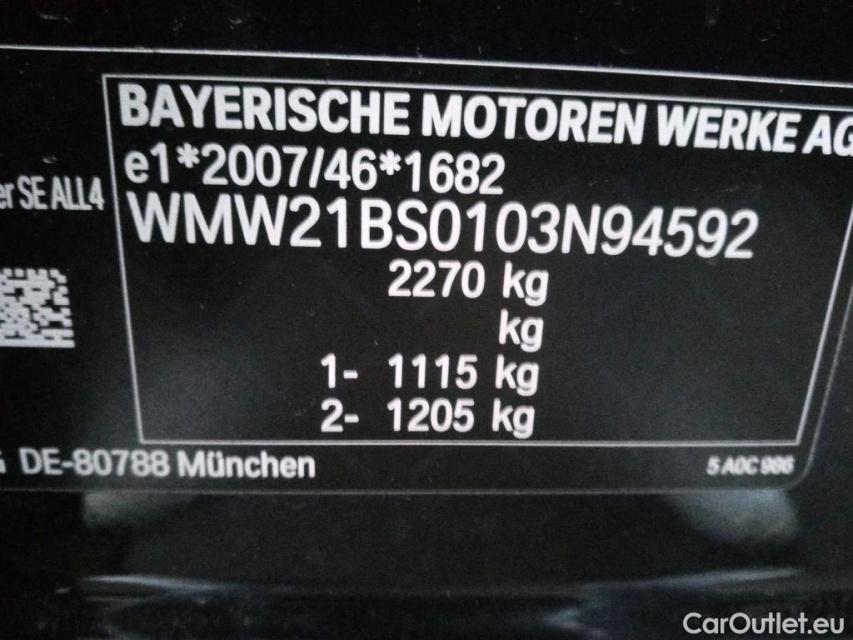 BAYERISCHE MOTOREN WERKE AG
e1*2007/46*1682
er SE ALL4
WMW21BS0103N94592
2270 kg
kg
1- 1115 kg
2- 1205 kg
DE-80788 München
5 A0C 986
CarOutlet.eu